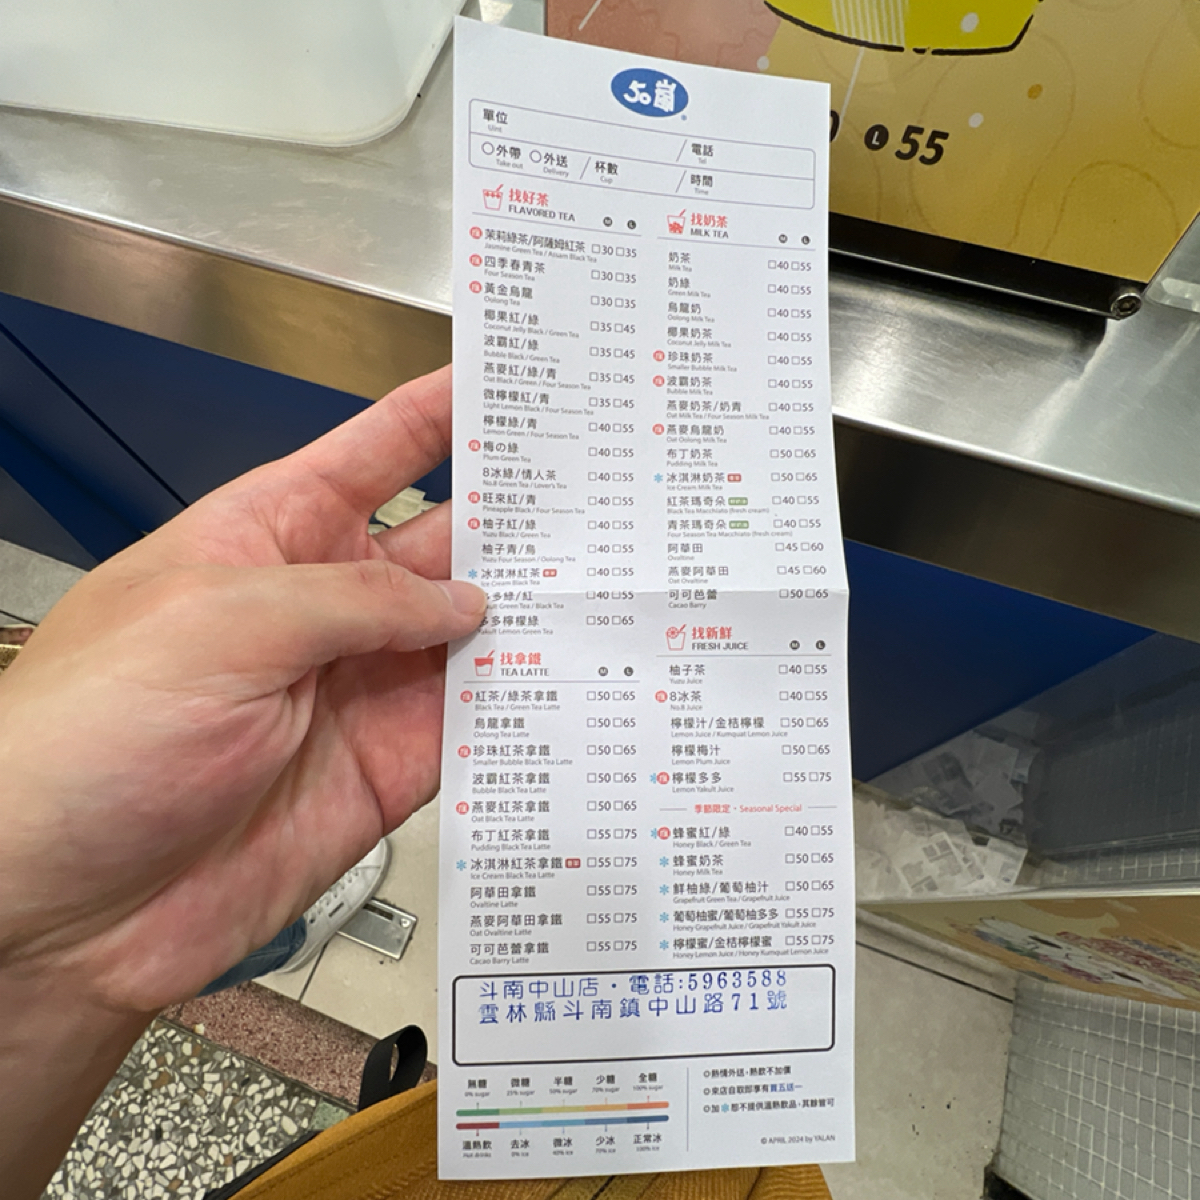 50嵐
Ⓛ 55
單位
Unit
電話
Tel
○外帶 ○外送
Take out Delivery
杯數
Cup
時間
Time
找好茶
FLAVORED TEA
M L
茉莉綠茶/阿薩姆紅茶 □30 □35
Jasmine Green Tea / Assam Black Tea
四季春青茶 □30 □35
Four Season Tea
黃金烏龍 □30 □35
Oolong Tea
椰果紅/綠 □35 □45
Coconut Jelly Black / Green Tea
波霸紅/綠 □35 □45
Bubble Black / Green Tea
燕麥紅/綠/青 □35 □45
Oat Black / Green / Four Season Tea
微檸檬紅/青 □35 □45
Light Lemon Black / Four Season Tea
檸檬綠/青 □40 □55
Lemon Green / Four Season Tea
梅の綠 □40 □55
Plum Green Tea
8冰綠/情人茶 □40 □55
No.8 Green Tea / Lover's Tea
旺來紅/青 □40 □55
Pineapple Black / Four Season Tea
柚子紅/綠 □40 □55
Yuzu Black / Green Tea
柚子青/烏 □40 □55
Yuzu Four Season / Oolong Tea
冰淇淋紅茶 □40 □55
Ice Cream Black Tea
多綠/紅 □40 □55
Green Tea / Black Tea
多多檸檬綠 □50 □65
Yakult Lemon Green Tea
找拿鐵
TEA LATTE
M L
紅茶/綠茶拿鐵 □50 □65
Black Tea / Green Tea Latte
烏龍拿鐵 □50 □65
Oolong Tea Latte
珍珠紅茶拿鐵 □50 □65
Smaller Bubble Black Tea Latte
波霸紅茶拿鐵 □50 □65
Bubble Black Tea Latte
燕麥紅茶拿鐵 □50 □65
Oat Black Tea Latte
布丁紅茶拿鐵 □55 □75
Pudding Black Tea Latte
冰淇淋紅茶拿鐵 □55 □75
Ice Cream Black Tea Latte
阿華田拿鐵 □55 □75
Ovaltine Latte
燕麥阿華田拿鐵 □55 □75
Oat Ovaltine Latte
可可芭蕾拿鐵 □55 □75
Cacao Barry Latte
找奶茶
MILK TEA
M L
奶茶 □40 □55
Milk Tea
奶綠 □40 □55
Green Milk Tea
烏龍奶 □40 □55
Oolong Milk Tea
椰果奶茶 □40 □55
Coconut Jelly Milk Tea
珍珠奶茶 □40 □55
Smaller Bubble Milk Tea
波霸奶茶 □40 □55
Bubble Milk Tea
燕麥奶茶/奶青 □40 □55
Oat Milk Tea / Four Season Milk Tea
燕麥烏龍奶 □40 □55
Oat Oolong Milk Tea
布丁奶茶 □50 □65
Pudding Milk Tea
冰淇淋奶茶 □50 □65
Ice Cream Milk Tea
紅茶瑪奇朵 □40 □55
Black Tea Macchiato (fresh cream)
青茶瑪奇朵 □40 □55
Four Season Tea Macchiato (fresh cream)
阿華田 □45 □60
Ovaltine
燕麥阿華田 □45 □60
Oat Ovaltine
可可芭蕾 □50 □65
Cacao Barry
找新鮮
FRESH JUICE
M L
柚子茶 □40 □55
Yuzu Juice
8冰茶 □40 □55
No.8 Juice
檸檬汁/金桔檸檬 □50 □65
Lemon Juice / Kumquat Lemon Juice
檸檬梅汁 □50 □65
Lemon Plum Juice
檸檬多多 □55 □75
Lemon Yakult Juice
季節限定・Seasonal Special
蜂蜜紅/綠 □40 □55
Honey Black / Green Tea
蜂蜜奶茶 □50 □65
Honey Milk Tea
鮮柚綠/葡萄柚汁 □50 □65
Grapefruit Green Tea / Grapefruit Juice
葡萄柚蜜/葡萄柚多多 □55 □75
Honey Grapefruit Juice / Grapefruit Yakult Juice
檸檬蜜/金桔檸檬蜜 □55 □75
Honey Lemon Juice / Honey Kumquat Lemon Juice
斗南中山店・電話:5963588
雲林縣斗南鎮中山路71號
無糖 微糖 半糖 少糖 全糖
0% sugar 25% sugar 50% sugar 70% sugar 100% sugar
溫熱飲 去冰 微冰 少冰 正常冰
Hot drinks 0% ice 40% ice 70% ice 100% ice
熱情外送,熱飲不加價
來店自取即享有買五送一
加❄恕不提供溫熱飲品,其餘皆可
© APRIL 2024 by YALAN